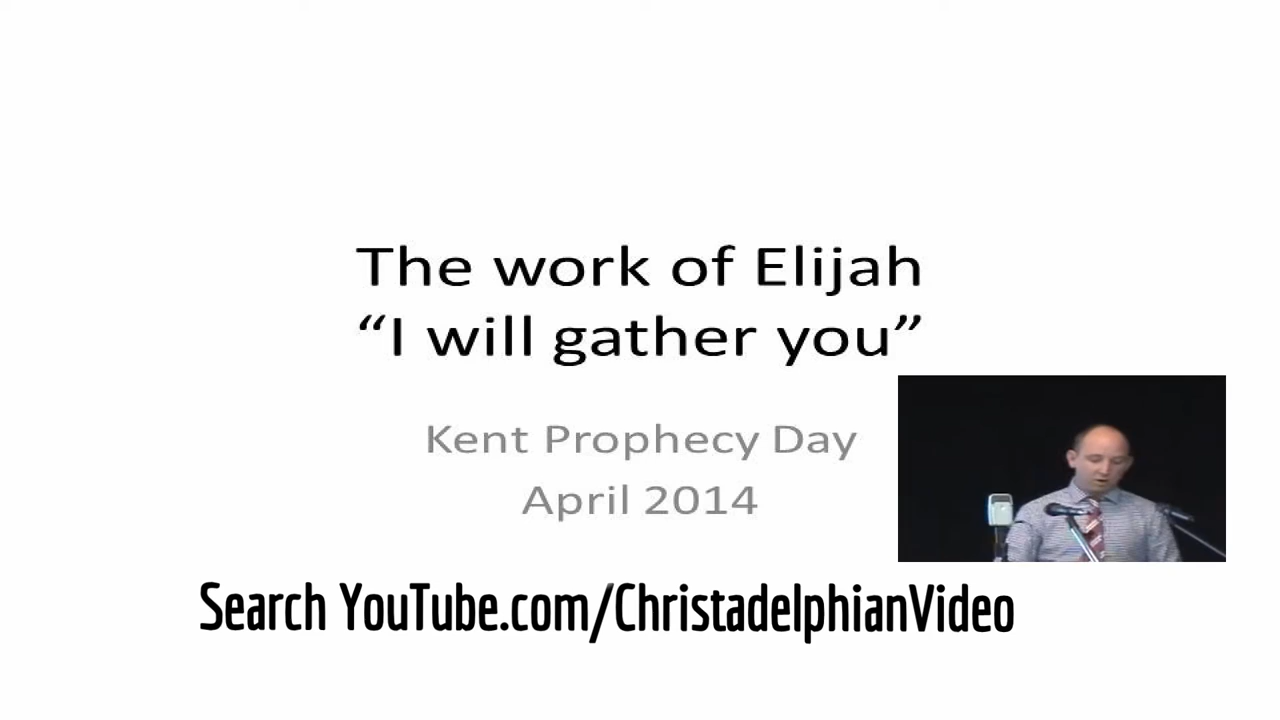 The work of Elijah
“I will gather you”
Kent Prophecy Day
April 2014
Search YouTube.com/ChristadelphianVideo